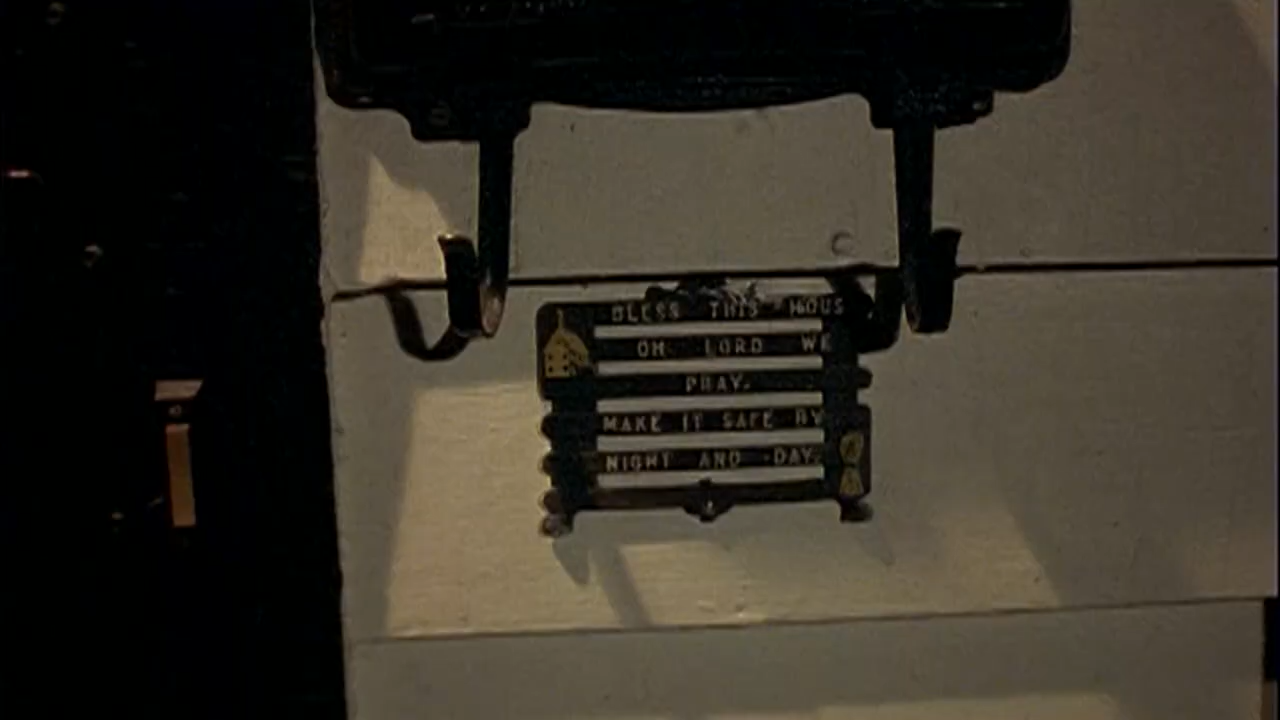 BLESS THIS HOUS
OH LORD WE
PRAY.
MAKE IT SAFE BY
NIGHT AND DAY.